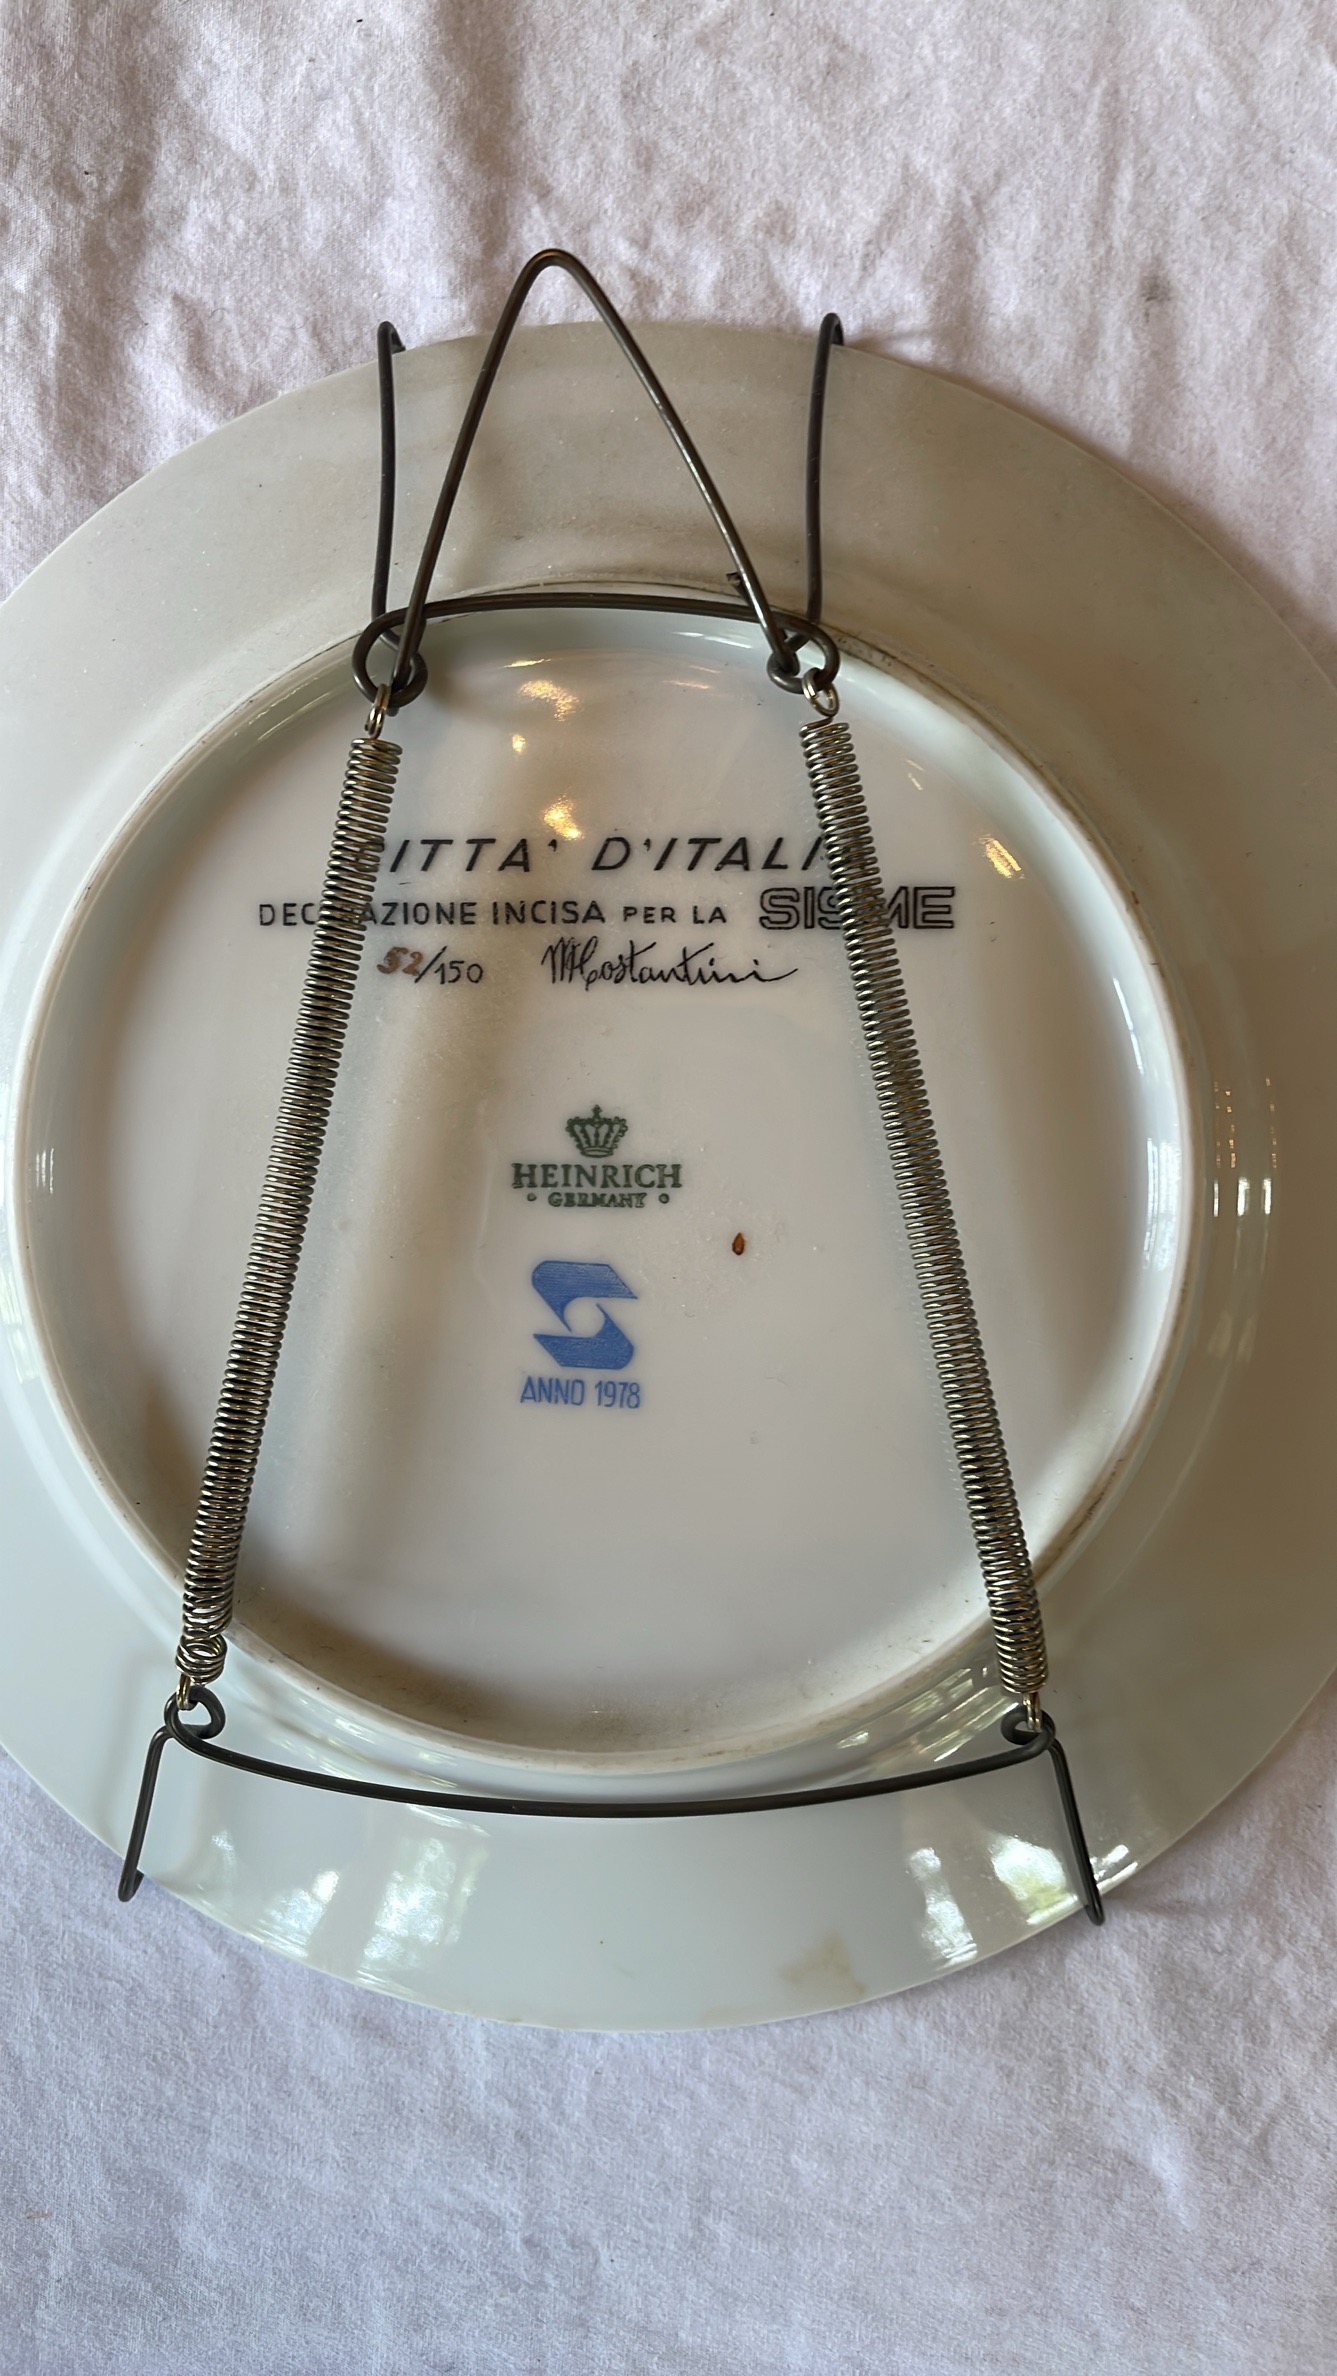 CITTA' D'ITALIA
DECORAZIONE INCISA PER LA SISME
52/150 M Costantini
HEINRICH
• GERMANY •
ANNO 1978